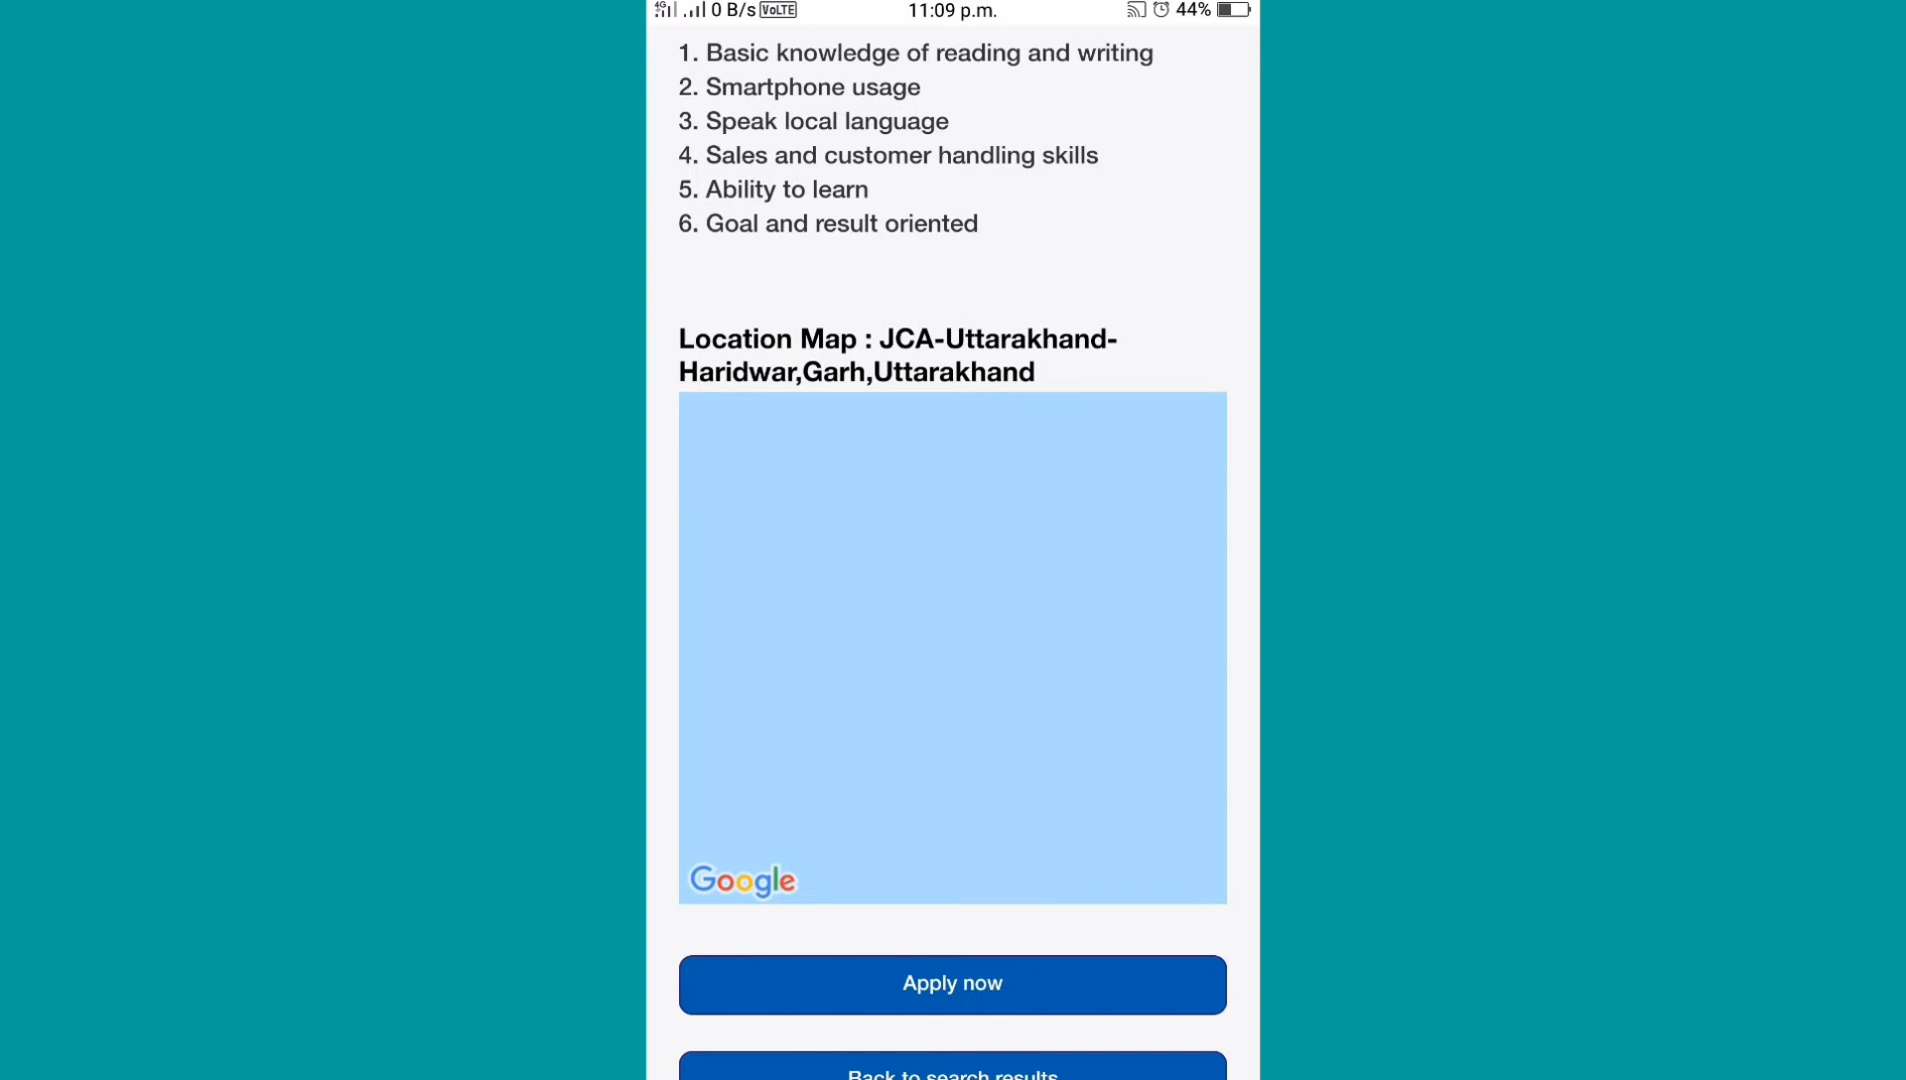 4G 0 B/s VoLTE 11:09 p.m. 44%
1. Basic knowledge of reading and writing
2. Smartphone usage
3. Speak local language
4. Sales and customer handling skills
5. Ability to learn
6. Goal and result oriented
Location Map : JCA-Uttarakhand-
Haridwar,Garh,Uttarakhand
Google
Apply now
Back to search results